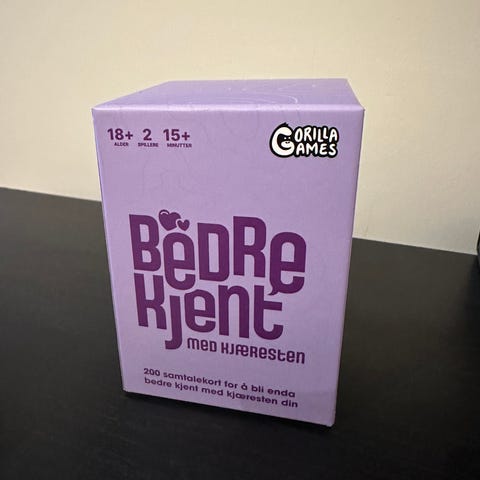 18+ 2 15+
ALDER SPILLERE MINUTTER
GORILLA
GAMES
BEDRE
Kjent
MED KJÆRESTEN
200 samtalekort for å bli enda
bedre kjent med kjæresten din